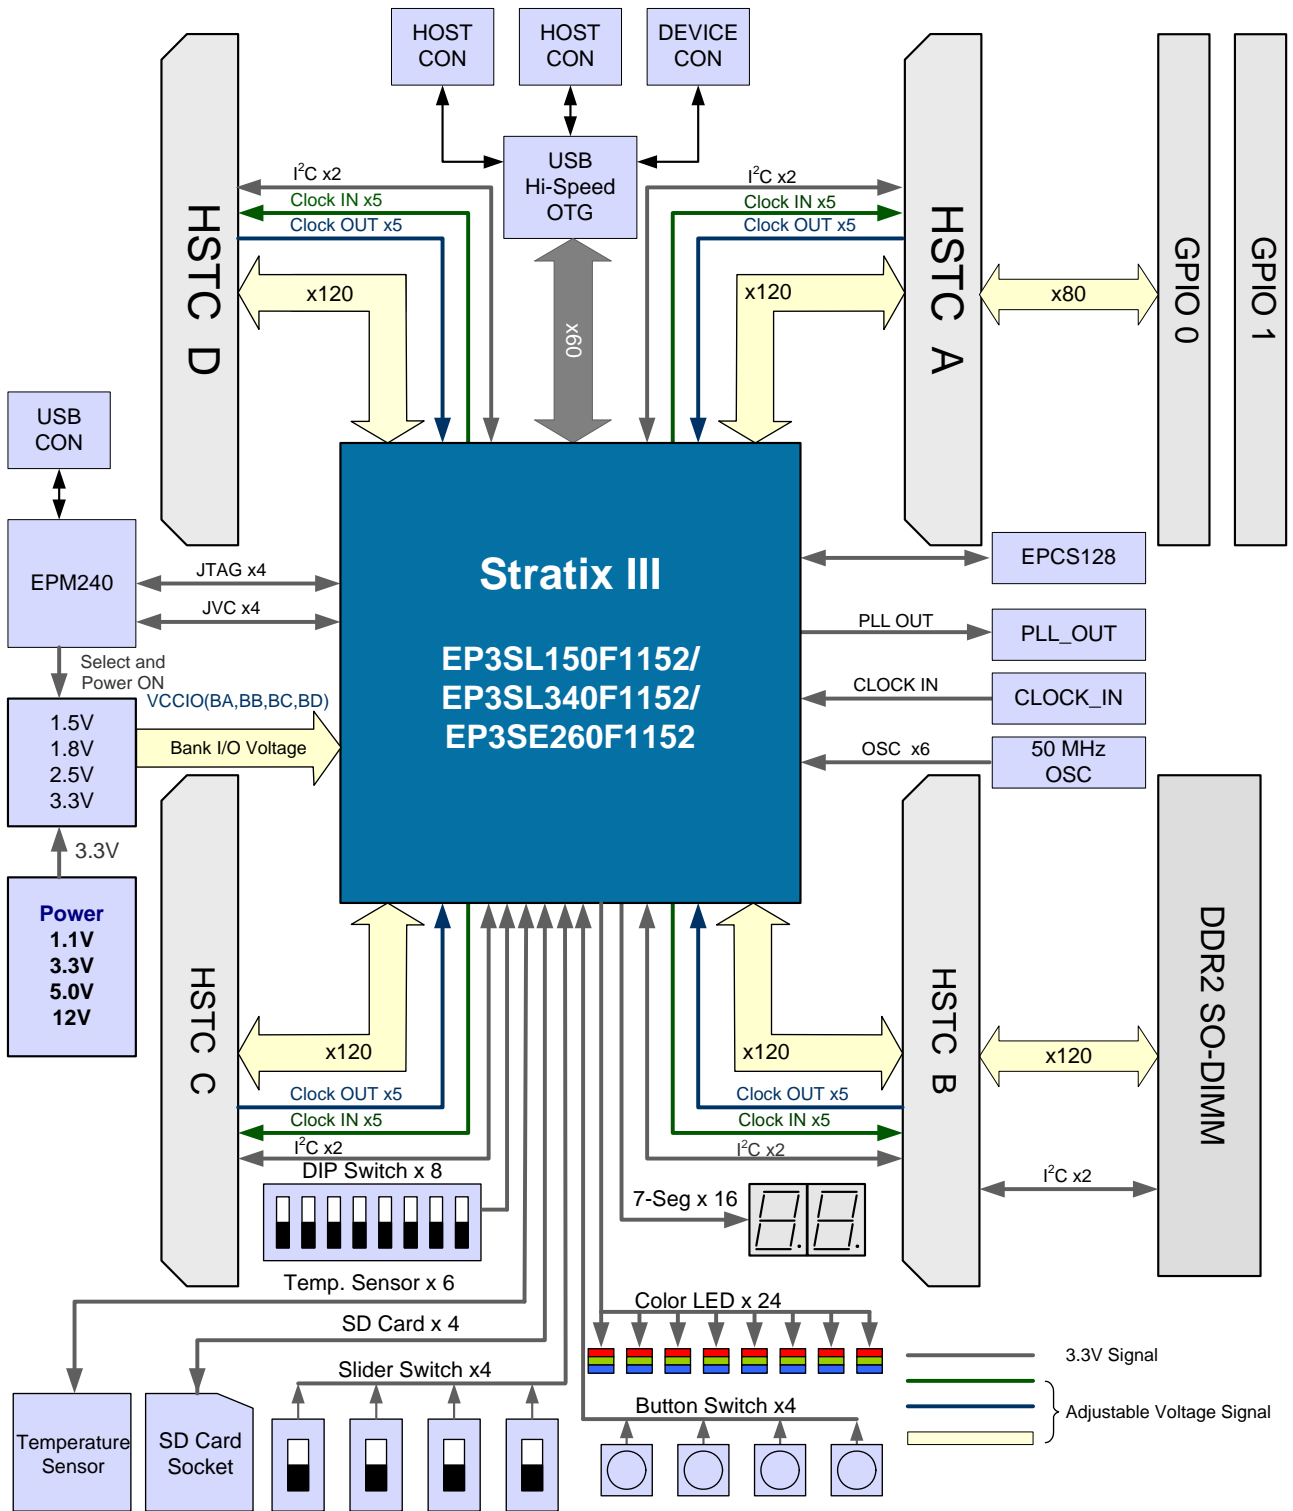 HOST
CON
HOST
CON
DEVICE
CON
USB
Hi-Speed
OTG
I²C x2
Clock IN x5
Clock OUT x5
x120
HSTC D
x60
I²C x2
Clock IN x5
Clock OUT x5
x120
HSTC A
x80
GPIO 0
GPIO 1
USB
CON
EPM240
JTAG x4
JVC x4
Select and
Power ON
VCCIO(BA,BB,BC,BD)
Bank I/O Voltage
1.5V
1.8V
2.5V
3.3V
3.3V
Power
1.1V
3.3V
5.0V
12V
Stratix III
EP3SL150F1152/
EP3SL340F1152/
EP3SE260F1152
EPCS128
PLL OUT
PLL_OUT
CLOCK IN
CLOCK_IN
OSC x6
50 MHz
OSC
HSTC C
x120
Clock OUT x5
Clock IN x5
I²C x2
x120
Clock OUT x5
Clock IN x5
I²C x2
HSTC B
x120
I²C x2
DDR2 SO-DIMM
DIP Switch x 8
7-Seg x 16
Temp. Sensor x 6
SD Card x 4
Slider Switch x4
Color LED x 24
Button Switch x4
Temperature
Sensor
SD Card
Socket
3.3V Signal
Adjustable Voltage Signal